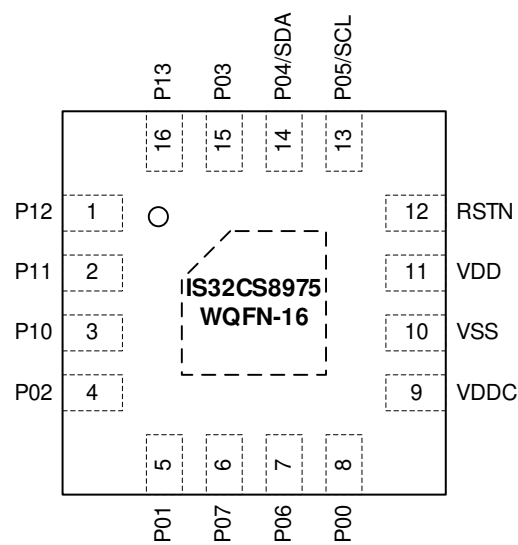 P13
P03
P04/SDA
P05/SCL
16
15
14
13
P12
1
12
RSTN
P11
2
11
VDD
IS32CS8975
WQFN-16
P10
3
10
VSS
P02
4
9
VDDC
5
6
7
8
P01
P07
P06
P00